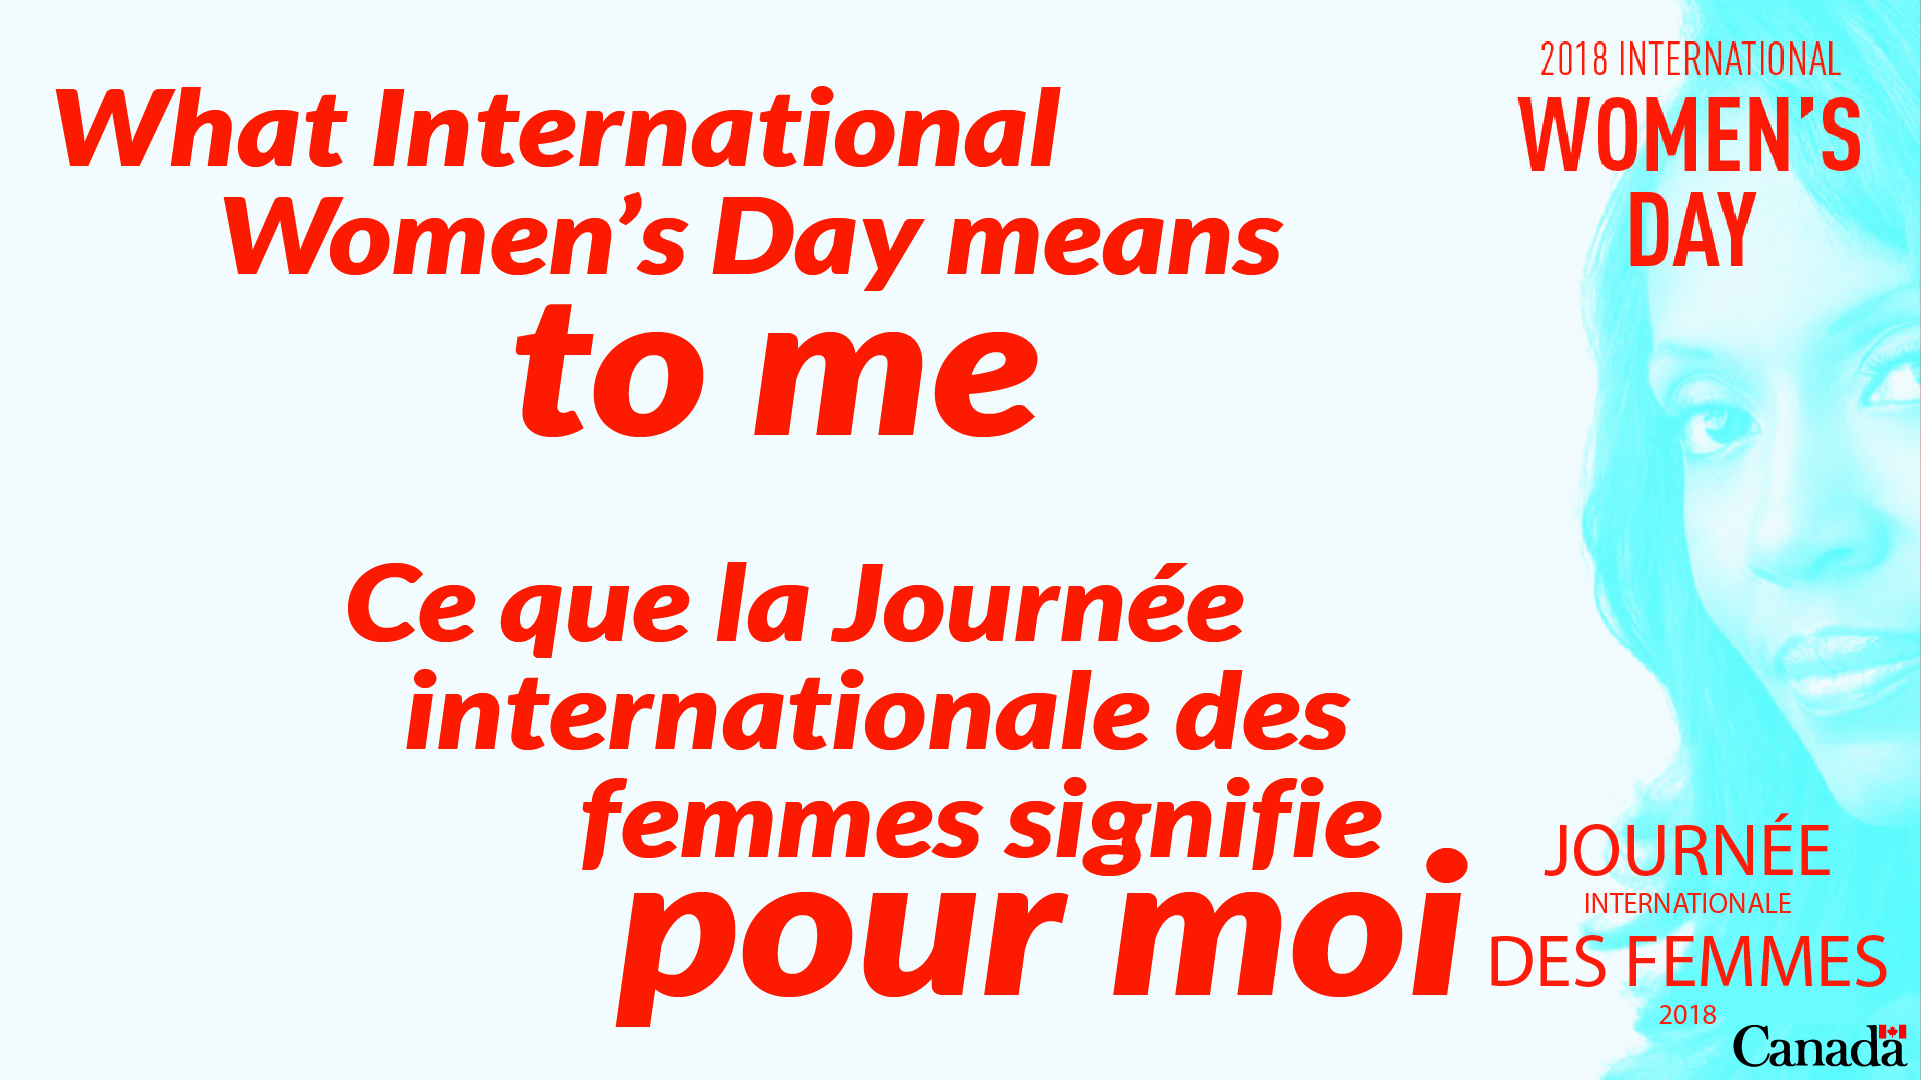 What International
Women’s Day means
to me
Ce que la Journée
internationale des
femmes signifie
pour moi
2018 INTERNATIONAL
WOMEN’S
DAY
JOURNÉE
INTERNATIONALE
DES FEMMES
2018
Canada